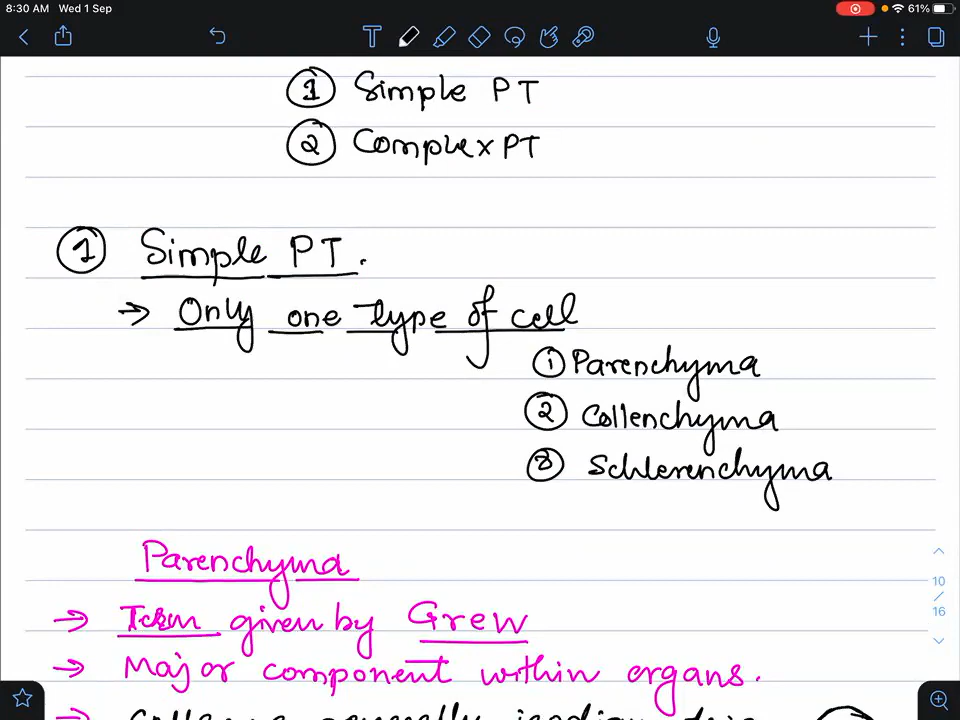 8:30 AM Wed 1 Sep
61%
① Simple PT
② Complex PT
① Simple PT.
→ Only one type of cell
① Parenchyma
② Collenchyma
③ Schlerenchyma
Parenchyma
→ Term given by Grew
→ Major component within organs.
10
/
16
→ generally